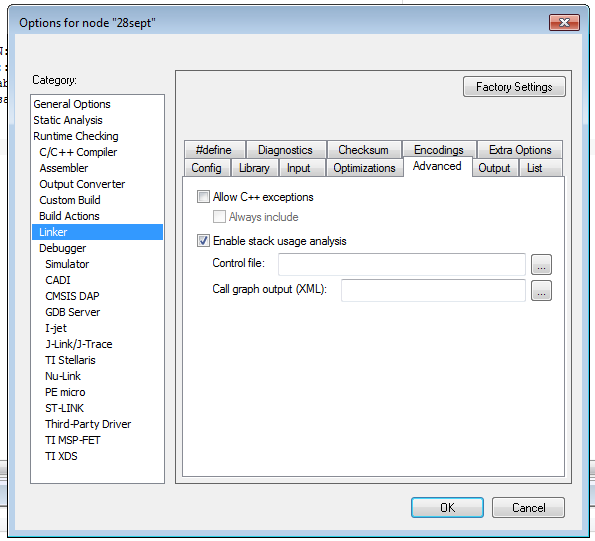 Options for node "28sept"
Category:
Factory Settings
General Options
Static Analysis
Runtime Checking
C/C++ Compiler
Assembler
Output Converter
Custom Build
Build Actions
Linker
Debugger
Simulator
CADI
CMSIS DAP
GDB Server
I-jet
J-Link/J-Trace
TI Stellaris
Nu-Link
PE micro
ST-LINK
Third-Party Driver
TI MSP-FET
TI XDS
#define Diagnostics Checksum Encodings Extra Options
Config Library Input Optimizations Advanced Output List
Allow C++ exceptions
Always include
Enable stack usage analysis
Control file: ...
Call graph output (XML): ...
OK Cancel